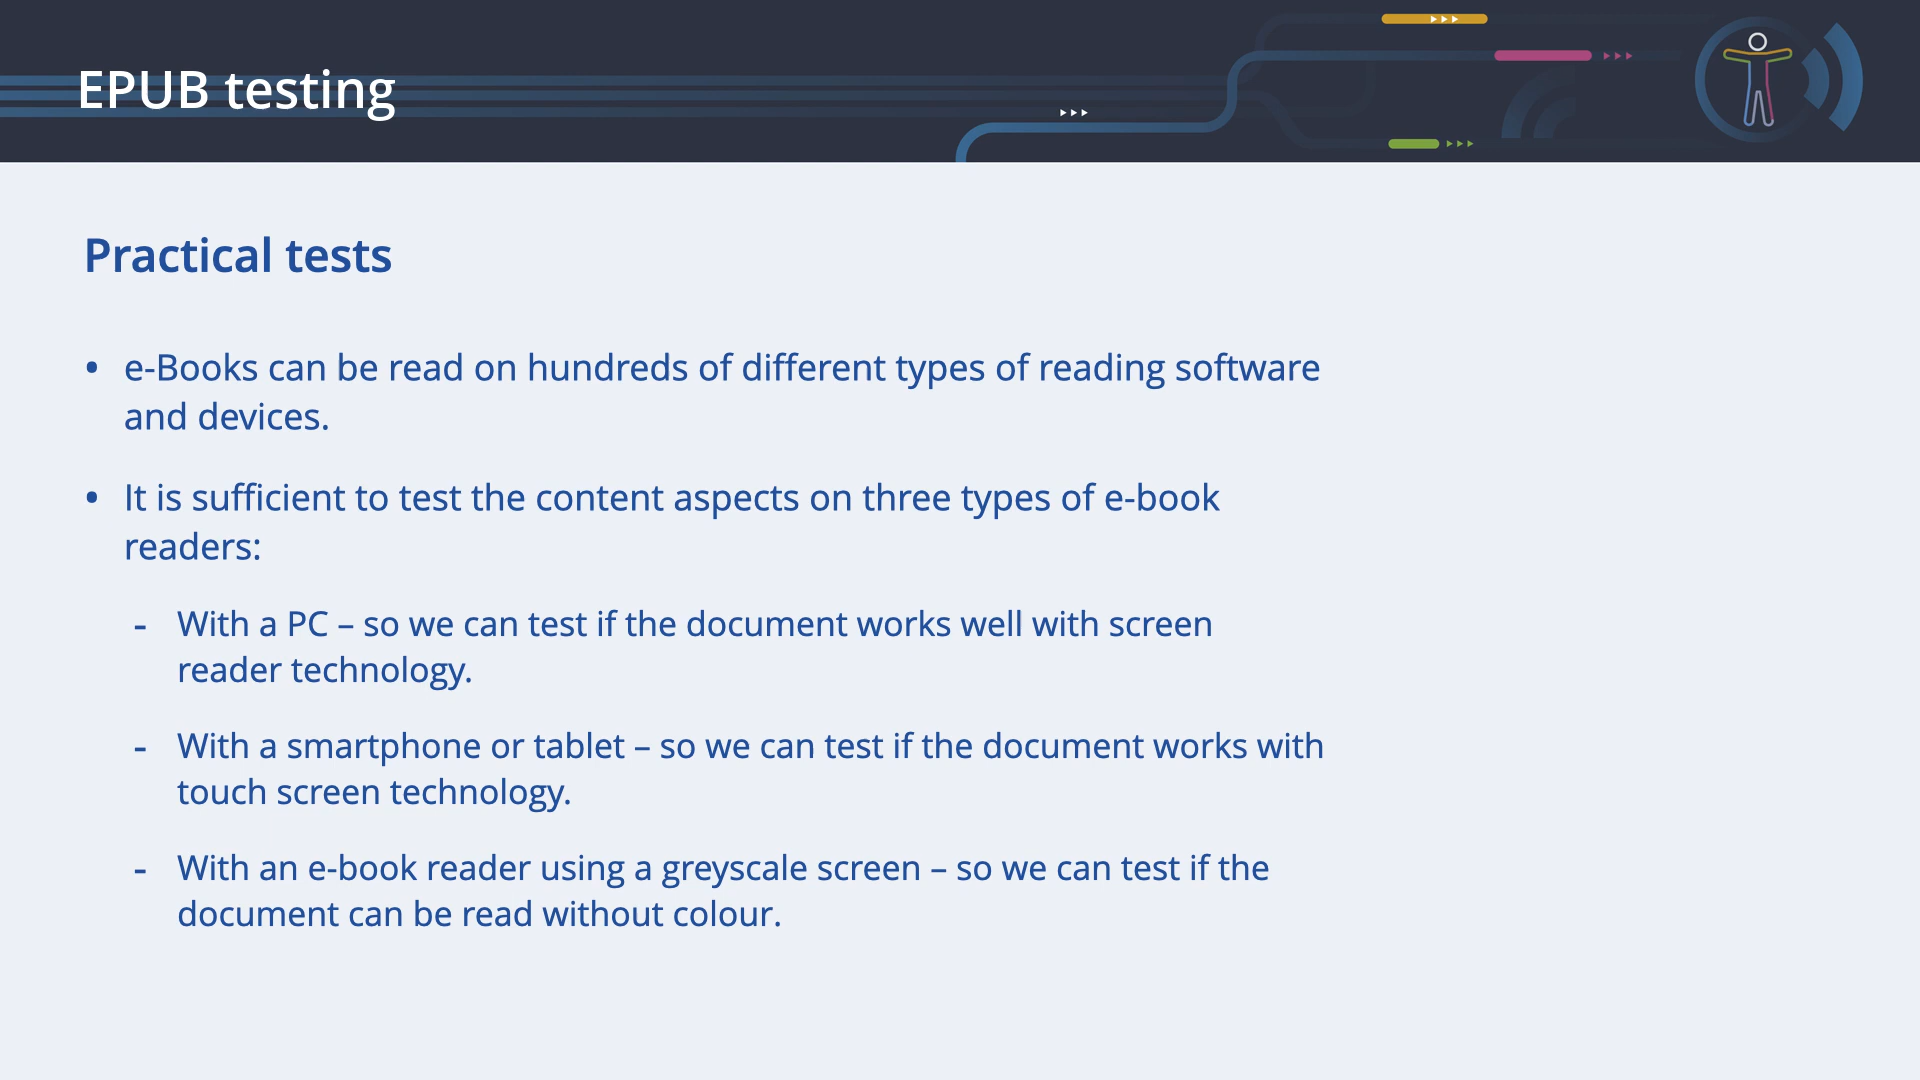 EPUB testing
Practical tests
• e-Books can be read on hundreds of different types of reading software
and devices.
• It is sufficient to test the content aspects on three types of e-book
readers:
- With a PC – so we can test if the document works well with screen
reader technology.
- With a smartphone or tablet – so we can test if the document works with
touch screen technology.
- With an e-book reader using a greyscale screen – so we can test if the
document can be read without colour.